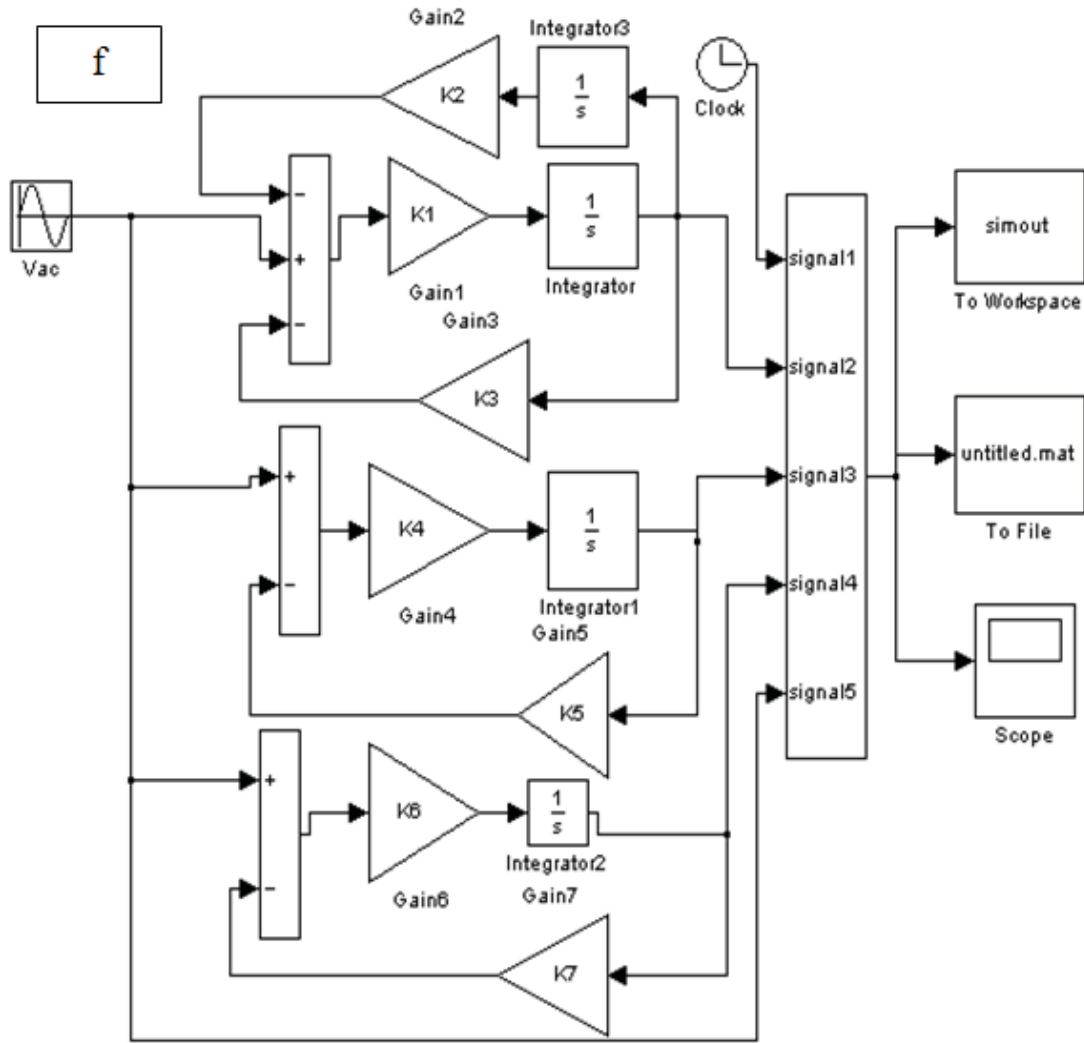 f
Gain2
K2
Integrator3
1
s
Clock
Vac
−
+
−
K1
Gain1
1
s
Integrator
Gain3
K3
signal1
signal2
signal3
signal4
signal5
simout
To Workspace
untitled.mat
To File
Scope
+
−
K4
Gain4
1
s
Integrator1
Gain5
K5
+
−
K6
Gain6
1
s
Integrator2
Gain7
K7